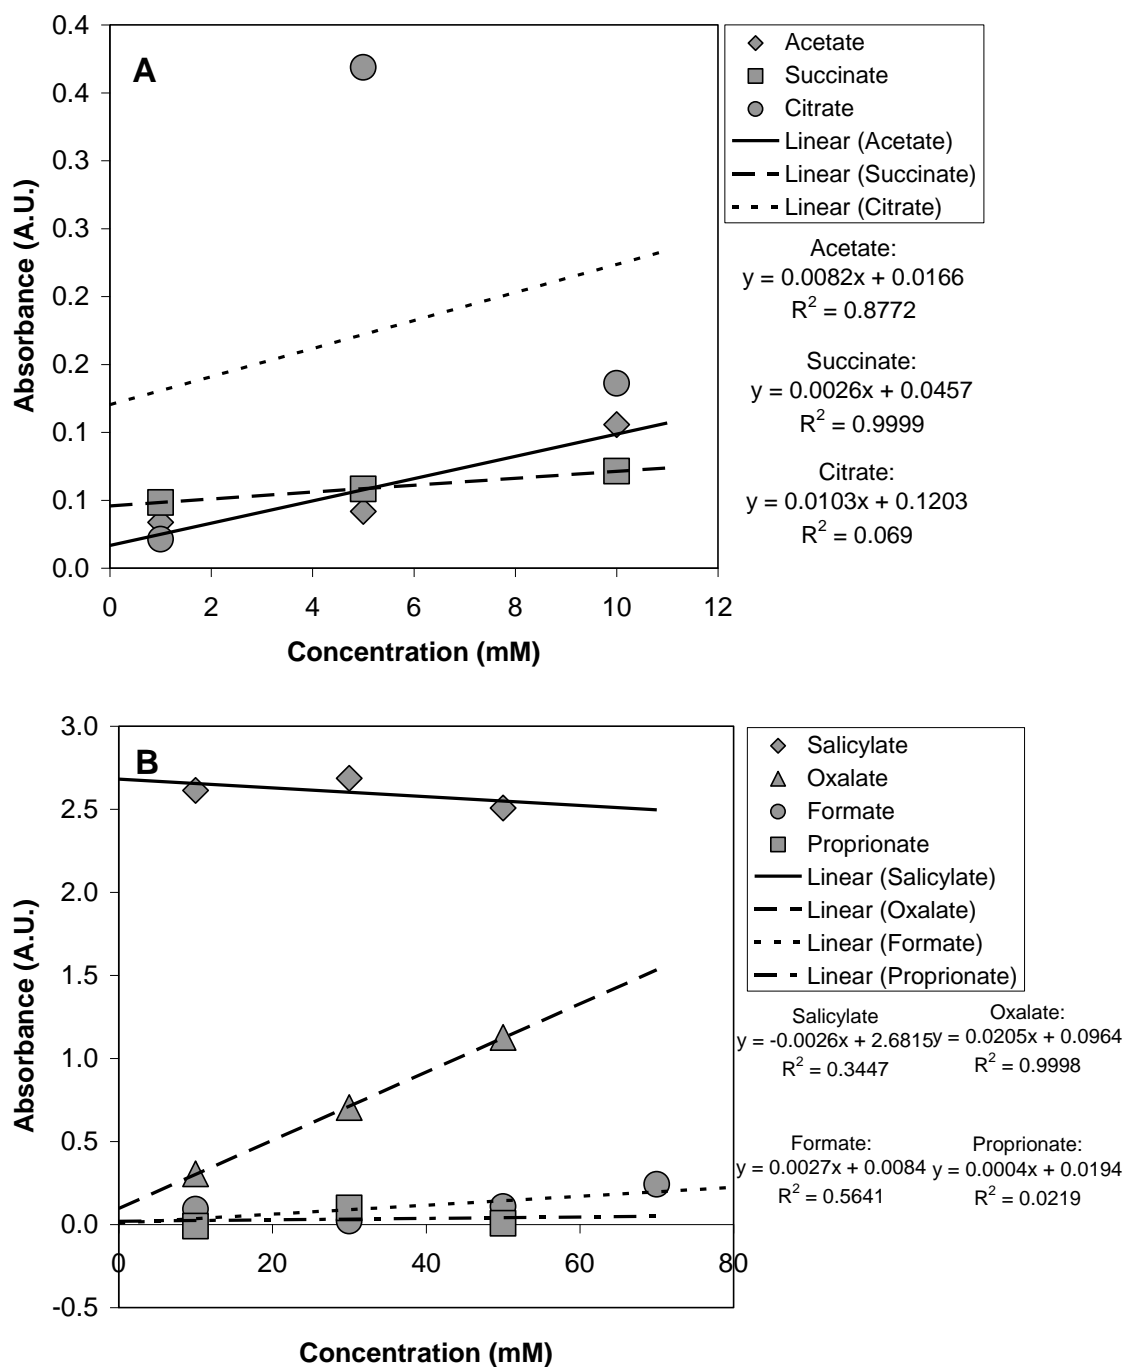 A
Absorbance (A.U.)
0.4
0.4
0.3
0.3
0.2
0.2
0.1
0.1
0.0
0 2 4 6 8 10 12
Concentration (mM)
Acetate
Succinate
Citrate
Linear (Acetate)
Linear (Succinate)
Linear (Citrate)
Acetate:
y = 0.0082x + 0.0166
R² = 0.8772
Succinate:
y = 0.0026x + 0.0457
R² = 0.9999
Citrate:
y = 0.0103x + 0.1203
R² = 0.069
B
Absorbance (A.U.)
3.0
2.5
2.0
1.5
1.0
0.5
0.0
-0.5
0 20 40 60 80
Concentration (mM)
Salicylate
Oxalate
Formate
Proprionate
Linear (Salicylate)
Linear (Oxalate)
Linear (Formate)
Linear (Proprionate)
Salicylate
y = -0.0026x + 2.6815
R² = 0.3447
Oxalate:
y = 0.0205x + 0.0964
R² = 0.9998
Formate:
y = 0.0027x + 0.0084
R² = 0.5641
Proprionate:
y = 0.0004x + 0.0194
R² = 0.0219